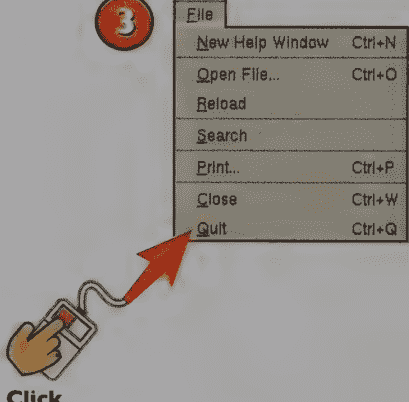 3
File
New Help Window Ctrl+N
Open File... Ctrl+O
Reload
Search
Print... Ctrl+P
Close Ctrl+W
Quit Ctrl+Q
Click